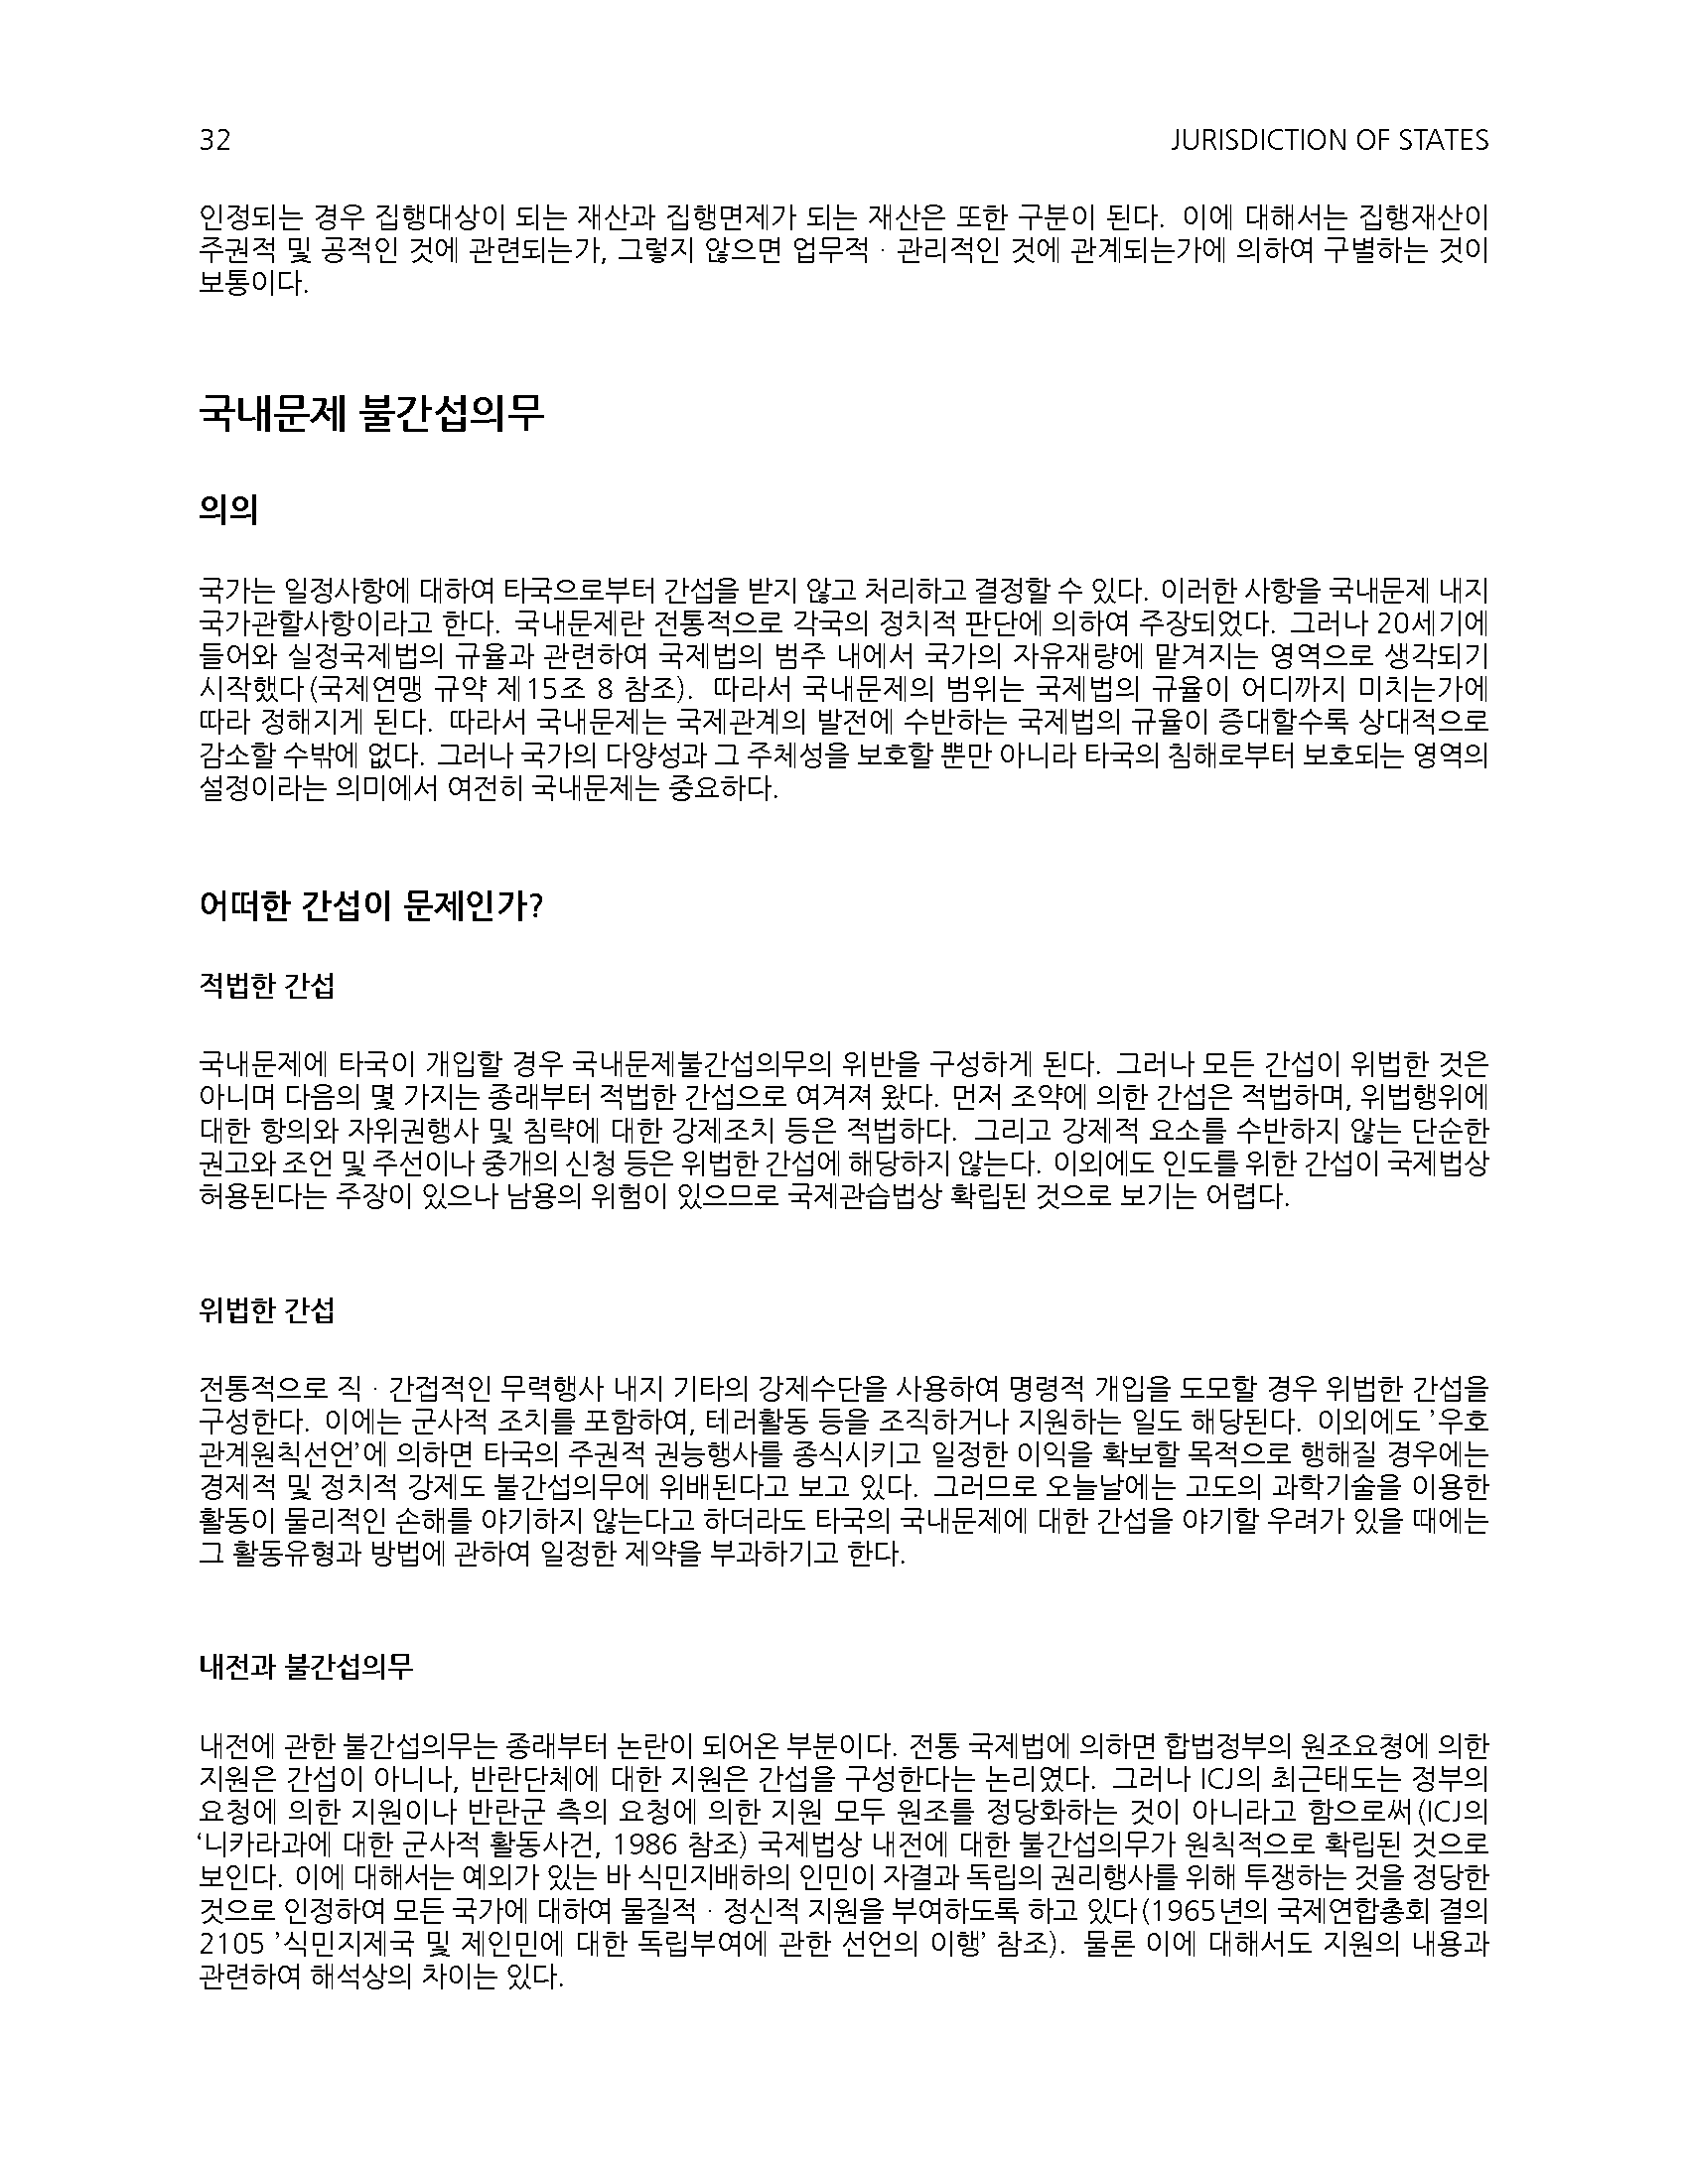 32 JURISDICTION OF STATES
인정되는 경우 집행대상이 되는 재산과 집행면제가 되는 재산은 또한 구분이 된다. 이에 대해서는 집행재산이
주권적 및 공적인 것에 관련되는가, 그렇지 않으면 업무적 · 관리적인 것에 관계되는가에 의하여 구별하는 것이
보통이다.
국내문제 불간섭의무
의의
국가는 일정사항에 대하여 타국으로부터 간섭을 받지 않고 처리하고 결정할 수 있다. 이러한 사항을 국내문제 내지
국가관할사항이라고 한다. 국내문제란 전통적으로 각국의 정치적 판단에 의하여 주장되었다. 그러나 20세기에
들어와 실정국제법의 규율과 관련하여 국제법의 범주 내에서 국가의 자유재량에 맡겨지는 영역으로 생각되기
시작했다(국제연맹 규약 제15조 8 참조). 따라서 국내문제의 범위는 국제법의 규율이 어디까지 미치는가에
따라 정해지게 된다. 따라서 국내문제는 국제관계의 발전에 수반하는 국제법의 규율이 증대할수록 상대적으로
감소할 수밖에 없다. 그러나 국가의 다양성과 그 주체성을 보호할 뿐만 아니라 타국의 침해로부터 보호되는 영역의
설정이라는 의미에서 여전히 국내문제는 중요하다.
어떠한 간섭이 문제인가?
적법한 간섭
국내문제에 타국이 개입할 경우 국내문제불간섭의무의 위반을 구성하게 된다. 그러나 모든 간섭이 위법한 것은
아니며 다음의 몇 가지는 종래부터 적법한 간섭으로 여겨져 왔다. 먼저 조약에 의한 간섭은 적법하며, 위법행위에
대한 항의와 자위권행사 및 침략에 대한 강제조치 등은 적법하다. 그리고 강제적 요소를 수반하지 않는 단순한
권고와 조언 및 주선이나 중개의 신청 등은 위법한 간섭에 해당하지 않는다. 이외에도 인도를 위한 간섭이 국제법상
허용된다는 주장이 있으나 남용의 위험이 있으므로 국제관습법상 확립된 것으로 보기는 어렵다.
위법한 간섭
전통적으로 직 · 간접적인 무력행사 내지 기타의 강제수단을 사용하여 명령적 개입을 도모할 경우 위법한 간섭을
구성한다. 이에는 군사적 조치를 포함하여, 테러활동 등을 조직하거나 지원하는 일도 해당된다. 이외에도 ’우호
관계원칙선언’에 의하면 타국의 주권적 권능행사를 종식시키고 일정한 이익을 확보할 목적으로 행해질 경우에는
경제적 및 정치적 강제도 불간섭의무에 위배된다고 보고 있다. 그러므로 오늘날에는 고도의 과학기술을 이용한
활동이 물리적인 손해를 야기하지 않는다고 하더라도 타국의 국내문제에 대한 간섭을 야기할 우려가 있을 때에는
그 활동유형과 방법에 관하여 일정한 제약을 부과하기고 한다.
내전과 불간섭의무
내전에 관한 불간섭의무는 종래부터 논란이 되어온 부분이다. 전통 국제법에 의하면 합법정부의 원조요청에 의한
지원은 간섭이 아니나, 반란단체에 대한 지원은 간섭을 구성한다는 논리였다. 그러나 ICJ의 최근태도는 정부의
요청에 의한 지원이나 반란군 측의 요청에 의한 지원 모두 원조를 정당화하는 것이 아니라고 함으로써(ICJ의
‘니카라과에 대한 군사적 활동사건, 1986 참조) 국제법상 내전에 대한 불간섭의무가 원칙적으로 확립된 것으로
보인다. 이에 대해서는 예외가 있는 바 식민지배하의 인민이 자결과 독립의 권리행사를 위해 투쟁하는 것을 정당한
것으로 인정하여 모든 국가에 대하여 물질적 · 정신적 지원을 부여하도록 하고 있다(1965년의 국제연합총회 결의
2105 ’식민지제국 및 제인민에 대한 독립부여에 관한 선언의 이행’ 참조). 물론 이에 대해서도 지원의 내용과
관련하여 해석상의 차이는 있다.